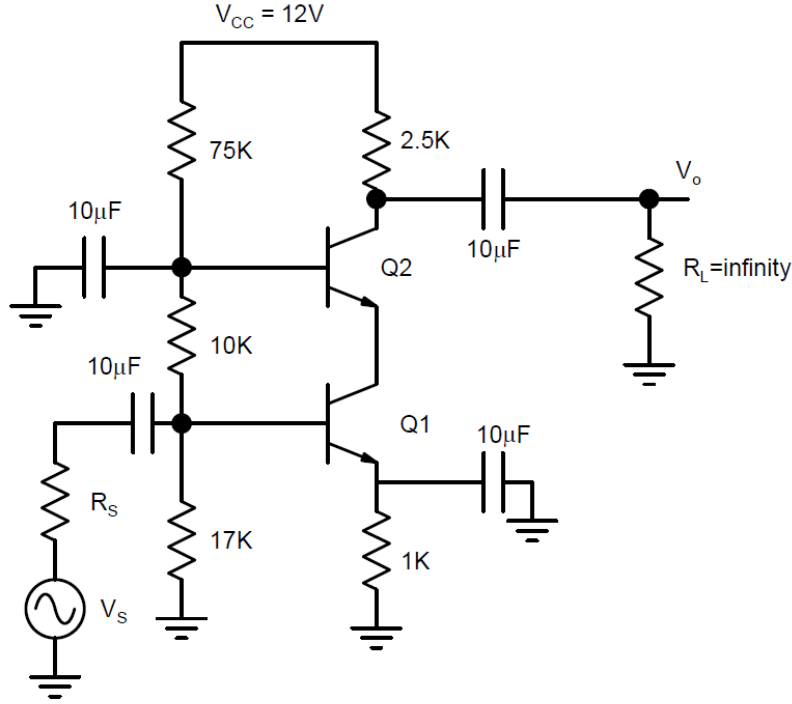 V_CC = 12V
75K
2.5K
V_o
10μF
10μF
Q2
R_L=infinity
10K
10μF
Q1
10μF
R_S
17K
1K
V_S